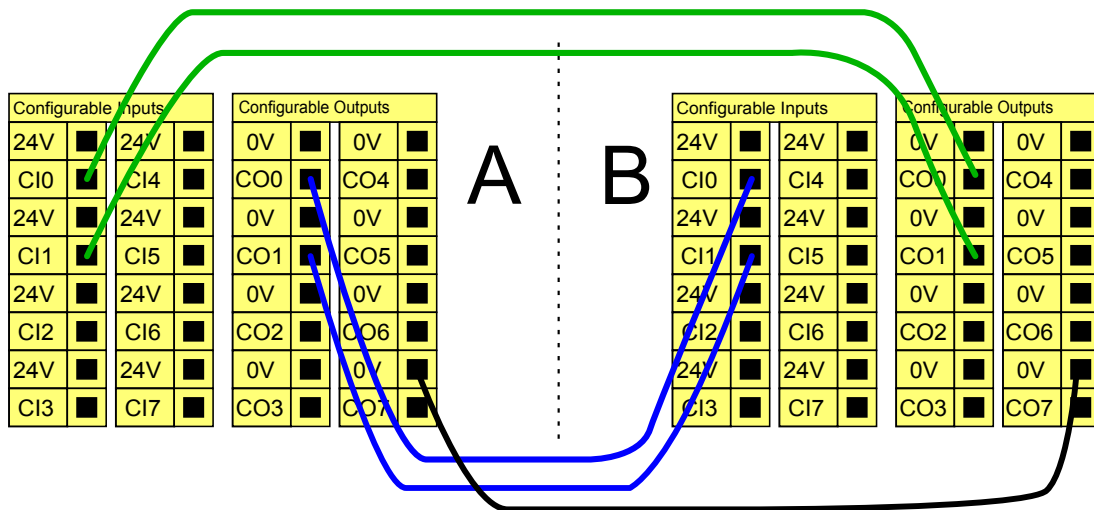 Configurable Inputs
24V 24V
CI0 CI4
24V 24V
CI1 CI5
24V 24V
CI2 CI6
24V 24V
CI3 CI7
Configurable Outputs
0V 0V
CO0 CO4
0V 0V
CO1 CO5
0V 0V
CO2 CO6
0V 0V
CO3 CO7
A
B
Configurable Inputs
24V 24V
CI0 CI4
24V 24V
CI1 CI5
24V 24V
CI2 CI6
24V 24V
CI3 CI7
Configurable Outputs
0V 0V
CO0 CO4
0V 0V
CO1 CO5
0V 0V
CO2 CO6
0V 0V
CO3 CO7